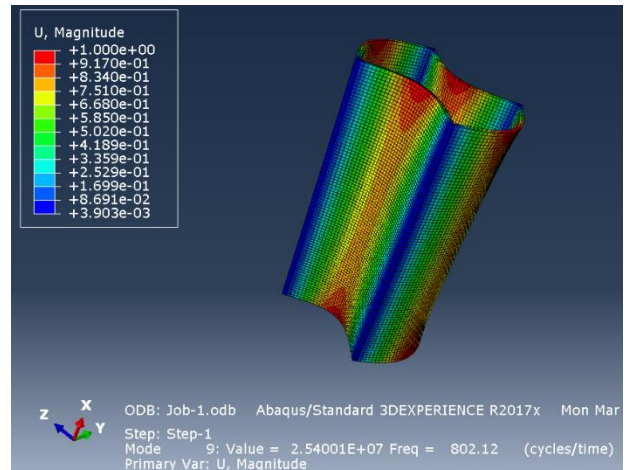 U, Magnitude
+1.000e+00
+9.170e-01
+8.340e-01
+7.510e-01
+6.680e-01
+5.850e-01
+5.020e-01
+4.189e-01
+3.359e-01
+2.529e-01
+1.699e-01
+8.691e-02
+3.903e-03
Z X Y
ODB: Job-1.odb Abaqus/Standard 3DEXPERIENCE R2017x Mon Mar
Step: Step-1
Mode 9: Value = 2.54001E+07 Freq = 802.12 (cycles/time)
Primary Var: U, Magnitude